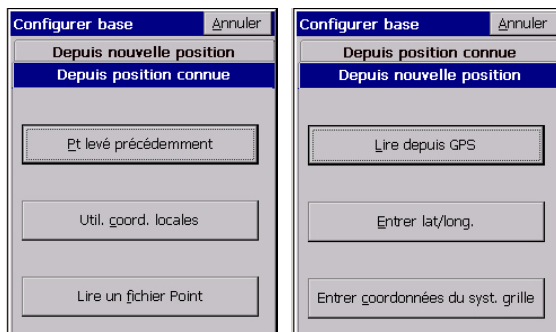 Configurer base Annuler
Depuis nouvelle position
Depuis position connue
Pt levé précédemment
Util. coord. locales
Lire un fichier Point
Configurer base Annuler
Depuis position connue
Depuis nouvelle position
Lire depuis GPS
Entrer lat/long.
Entrer coordonnées du syst. grille